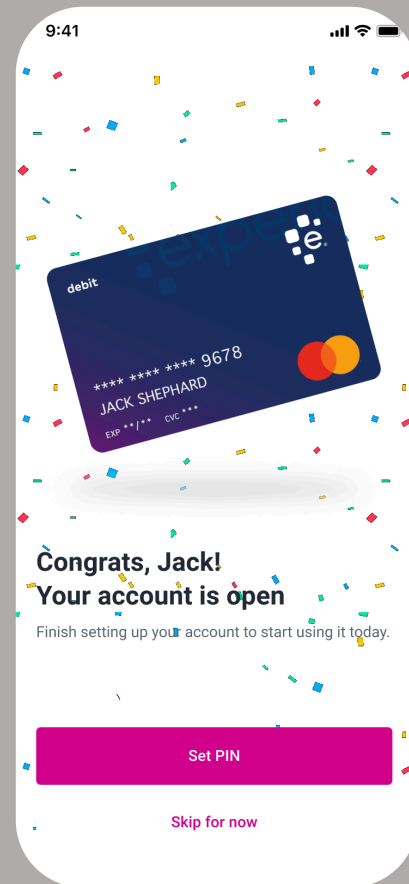 9:41
experi
debit
e
**** **** **** 9678
JACK SHEPHARD
EXP **/** CVC ***
Congrats, Jack!
Your account is open
Finish setting up your account to start using it today.
Set PIN
Skip for now